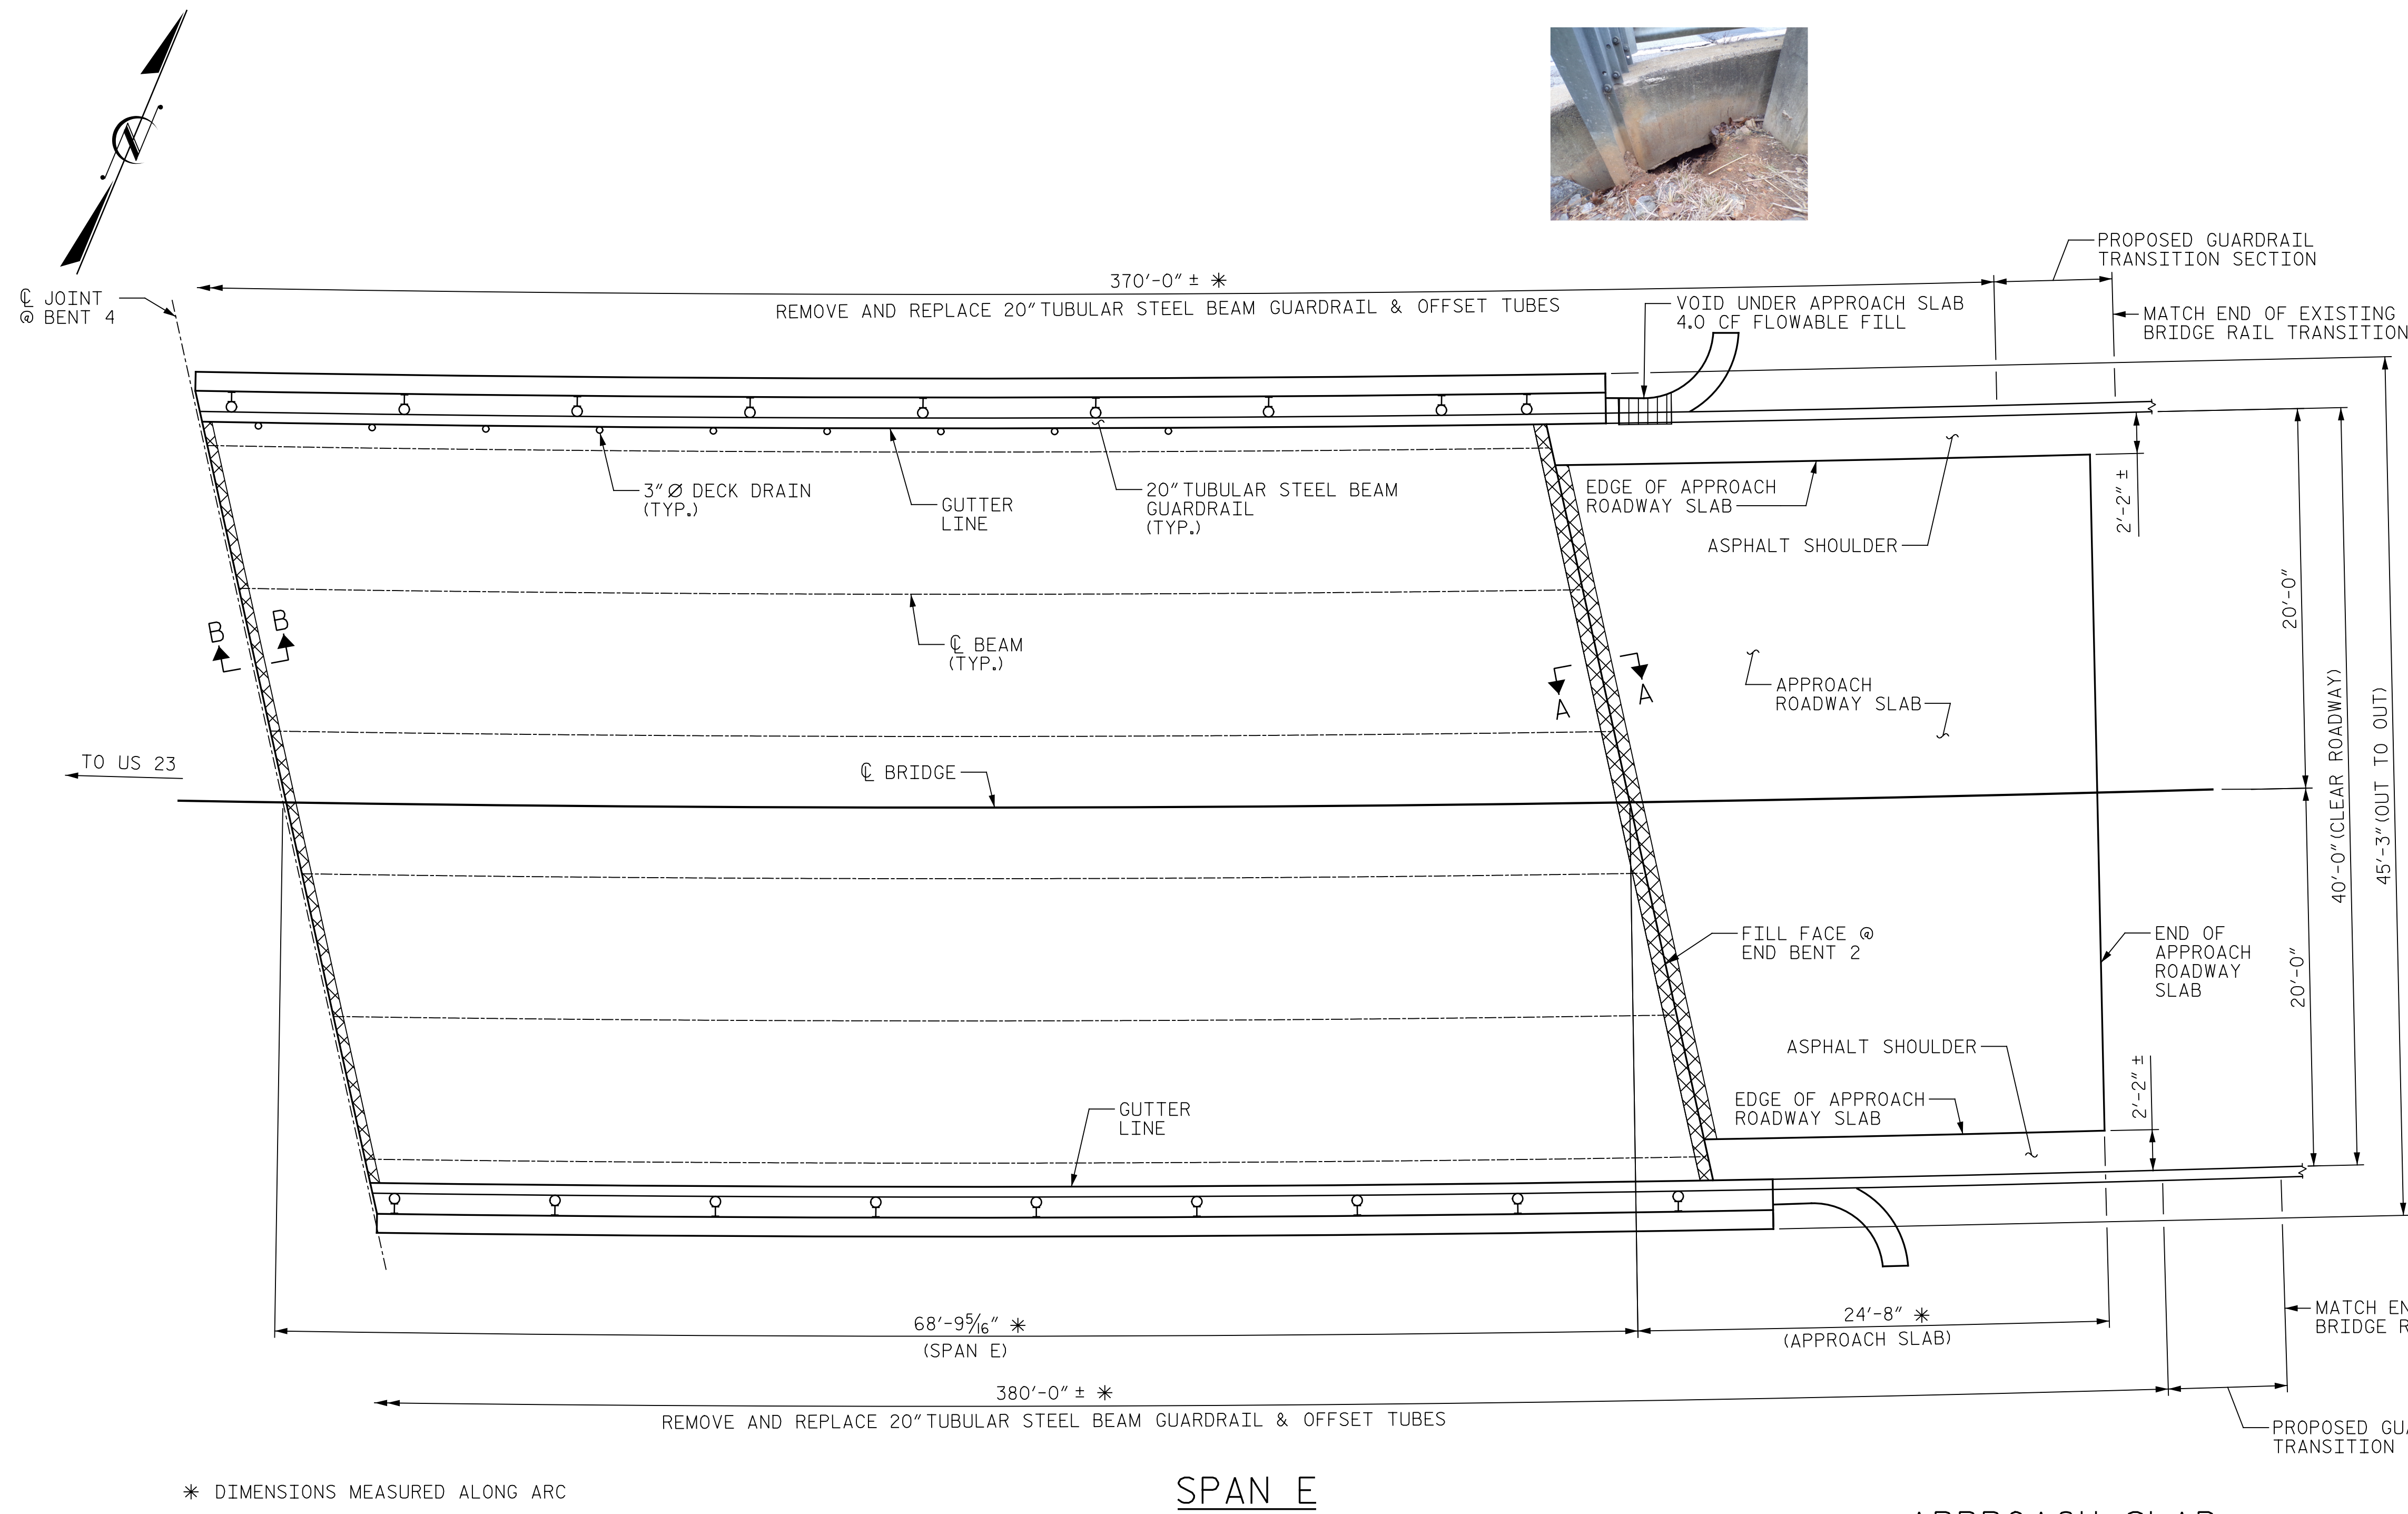 PROPOSED GUARDRAIL
TRANSITION SECTION
370'-0" ± *
REMOVE AND REPLACE 20" TUBULAR STEEL BEAM GUARDRAIL & OFFSET TUBES
℄ JOINT
@ BENT 4
VOID UNDER APPROACH SLAB
4.0 CF FLOWABLE FILL
MATCH END OF EXISTING
BRIDGE RAIL TRANSITION
N
3" Ø DECK DRAIN
(TYP.)
GUTTER
LINE
20" TUBULAR STEEL BEAM
GUARDRAIL
(TYP.)
EDGE OF APPROACH
ROADWAY SLAB
ASPHALT SHOULDER
2'-2" ±
20'-0"
B
B
℄ BEAM
(TYP.)
A
A
APPROACH
ROADWAY SLAB
40'-0" (CLEAR ROADWAY)
45'-3" (OUT TO OUT)
TO US 23
℄ BRIDGE
FILL FACE @
END BENT 2
END OF
APPROACH
ROADWAY
SLAB
20'-0"
ASPHALT SHOULDER
2'-2" ±
EDGE OF APPROACH
ROADWAY SLAB
GUTTER
LINE
68'-9 5/16" *
(SPAN E)
24'-8" *
(APPROACH SLAB)
MATCH
BRIDGE
380'-0" ± *
REMOVE AND REPLACE 20" TUBULAR STEEL BEAM GUARDRAIL & OFFSET TUBES
PROPOSED
TRANSITION
* DIMENSIONS MEASURED ALONG ARC
SPAN E